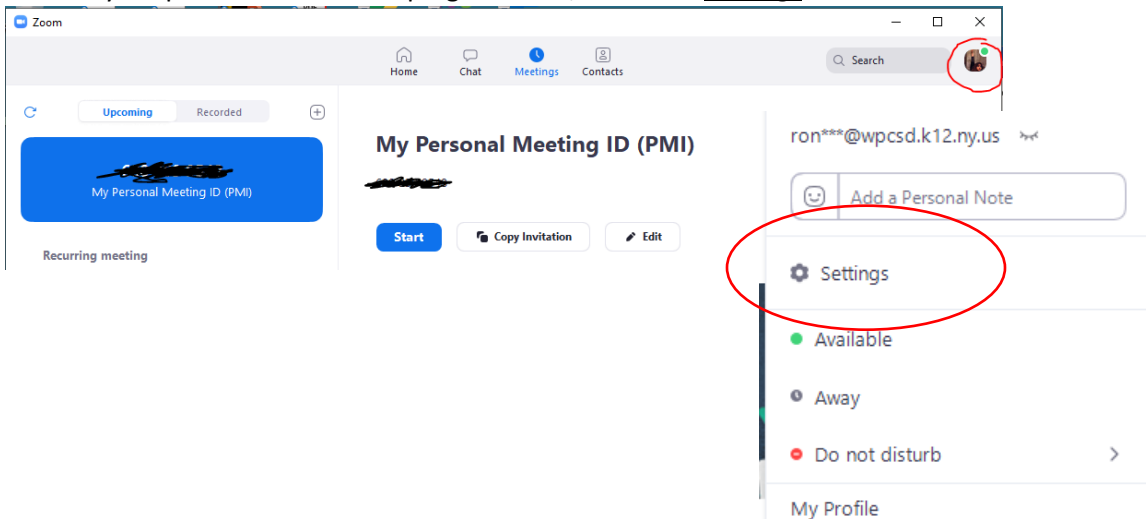 Zoom
Home Chat Meetings Contacts
Search
Upcoming Recorded
My Personal Meeting ID (PMI)
Recurring meeting
My Personal Meeting ID (PMI)
Start Copy Invitation Edit
ron***@wpcsd.k12.ny.us
Add a Personal Note
Settings
Available
Away
Do not disturb
My Profile